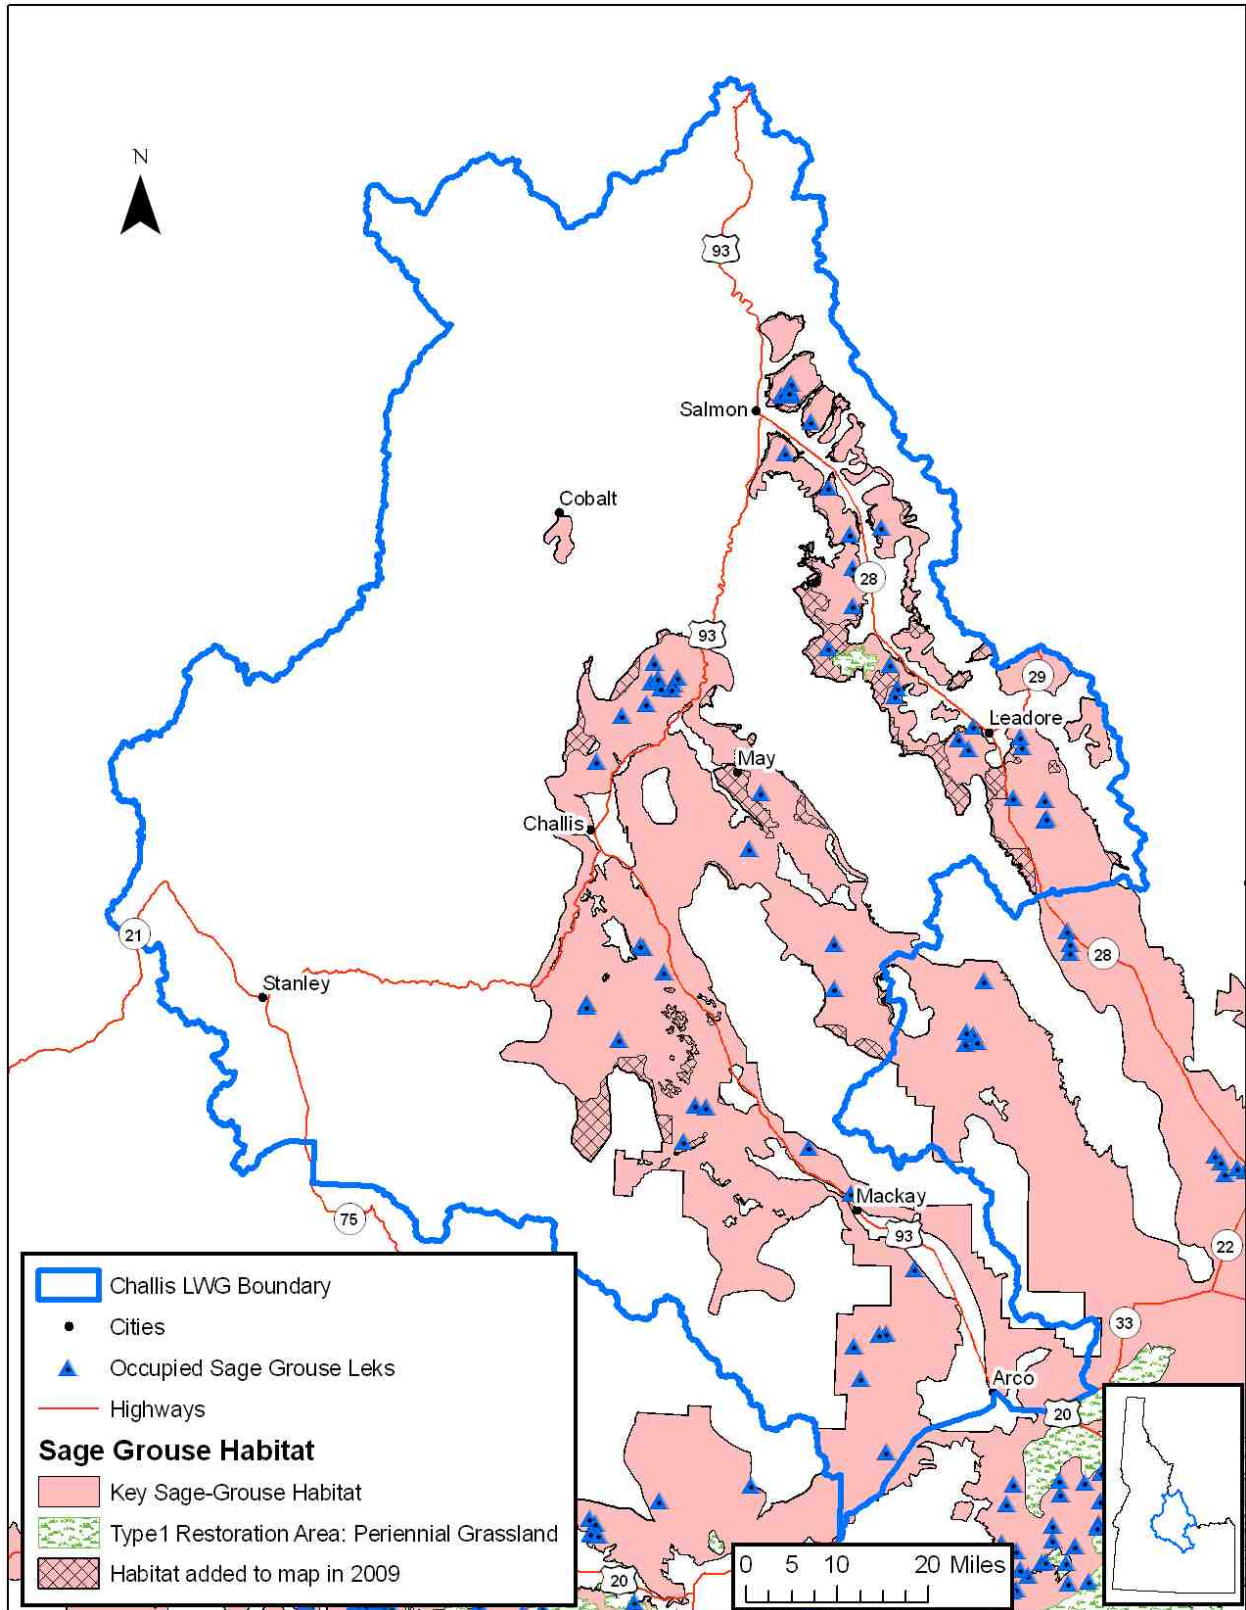 N
93
Salmon
Cobalt
28
93
29
Leadore
May
Challis
21
28
Stanley
Mackay
93
75
22
33
Arco
20
Challis LWG Boundary
Cities
Occupied Sage Grouse Leks
Highways
Sage Grouse Habitat
Key Sage-Grouse Habitat
Type1 Restoration Area: Periennial Grassland
Habitat added to map in 2009
20
0 5 10 20 Miles